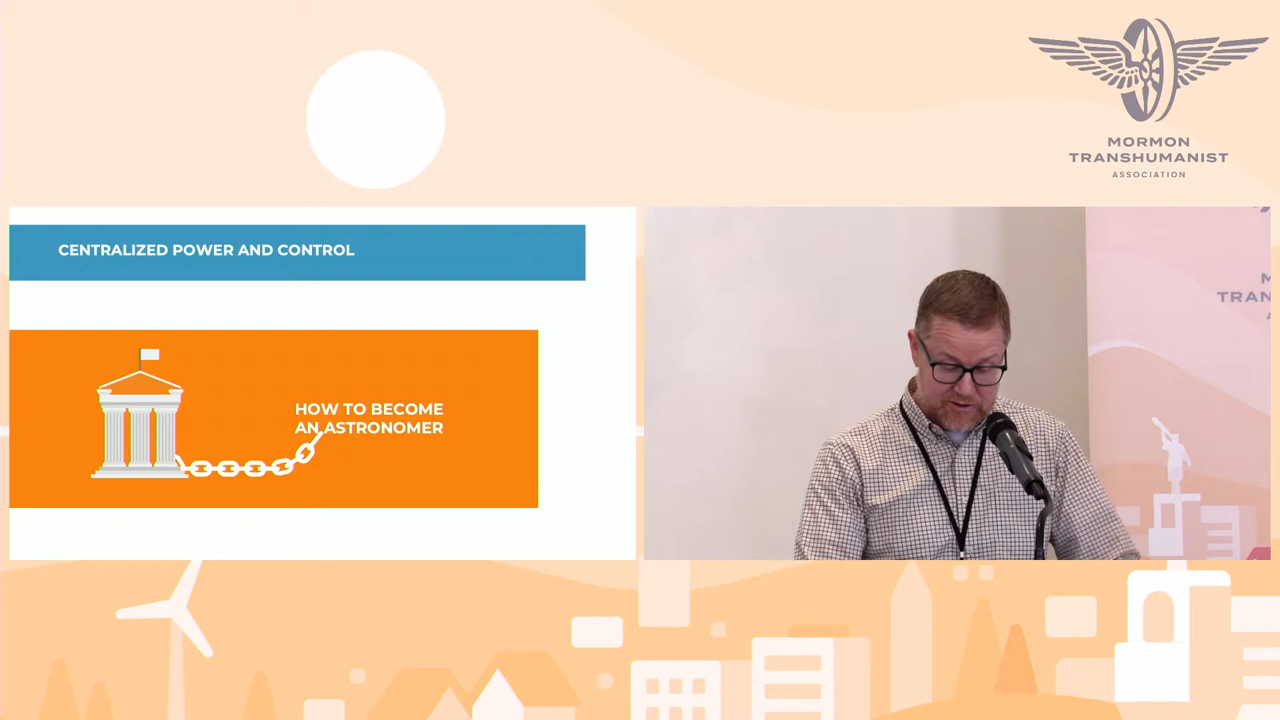 MORMON
TRANSHUMANIST
ASSOCIATION
CENTRALIZED POWER AND CONTROL
HOW TO BECOME
AN ASTRONOMER